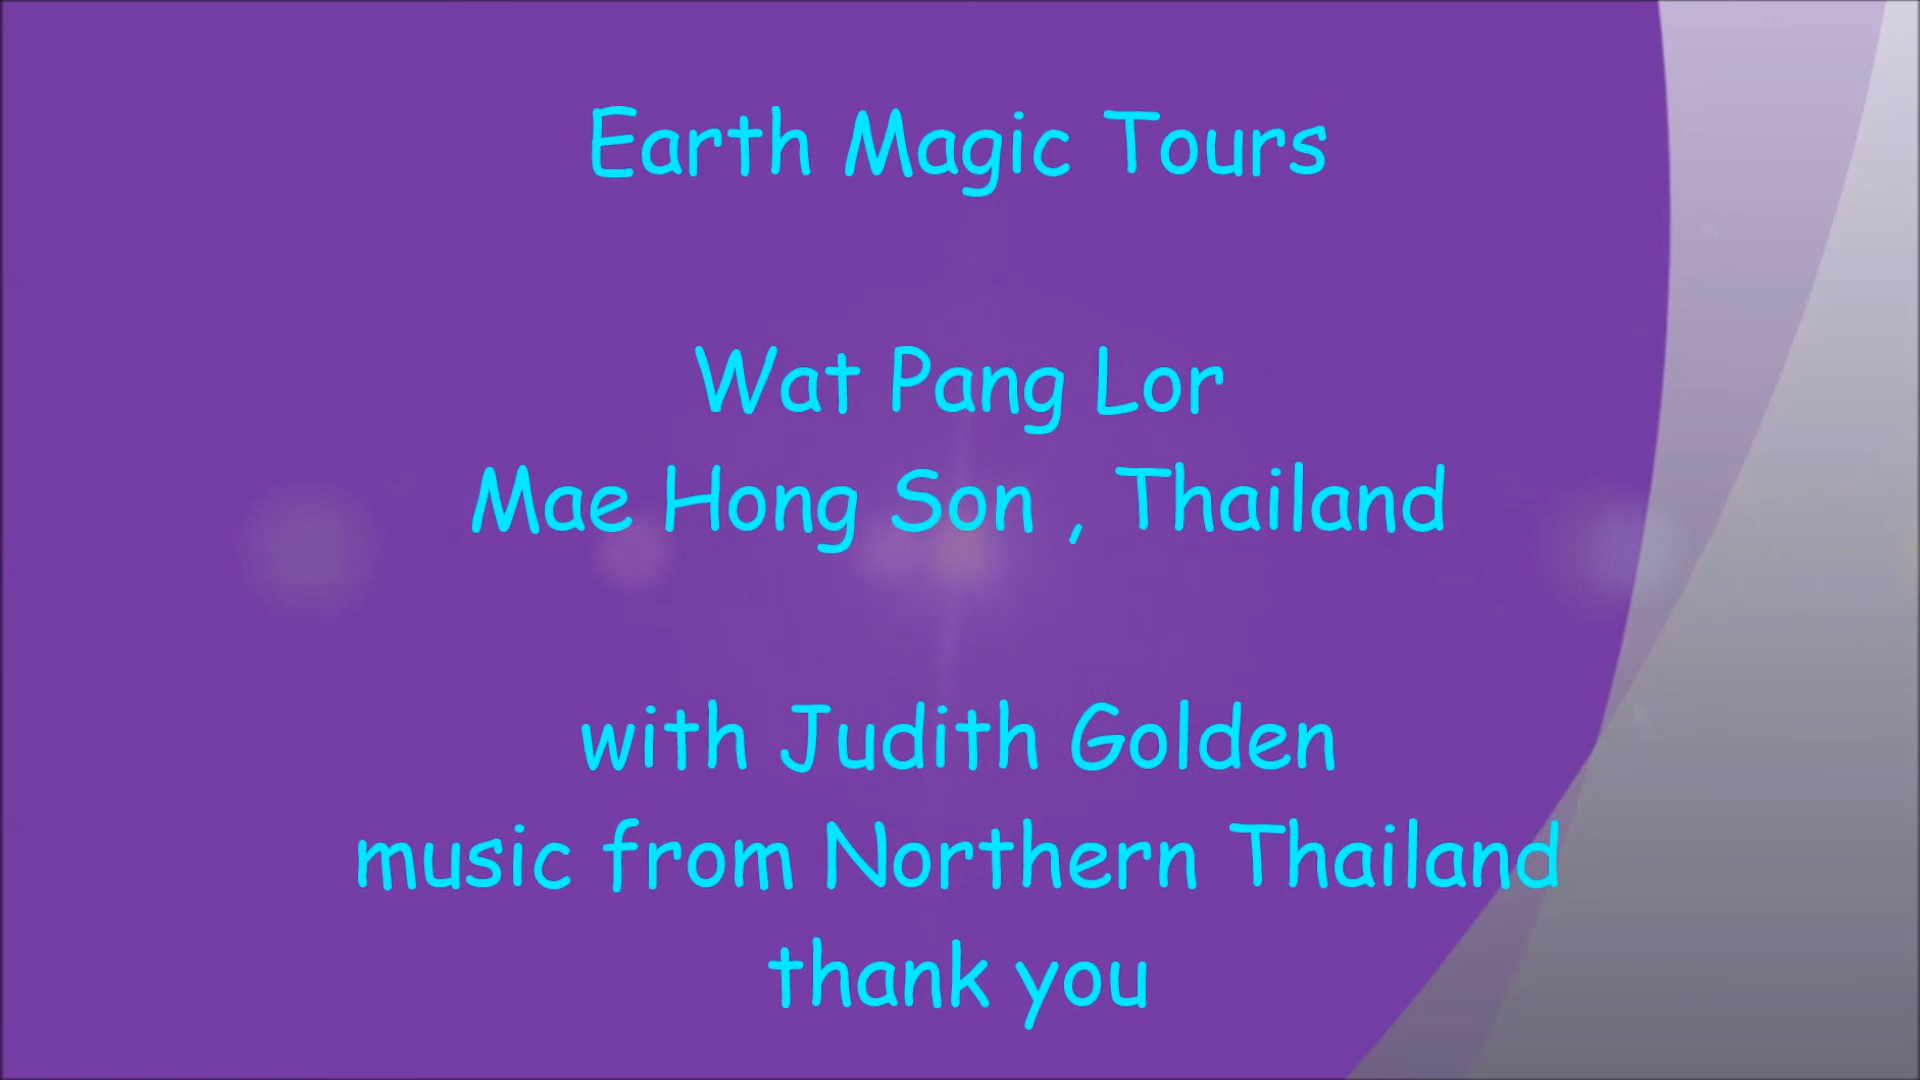 Earth Magic Tours
Wat Pang Lor
Mae Hong Son , Thailand
with Judith Golden
music from Northern Thailand
thank you